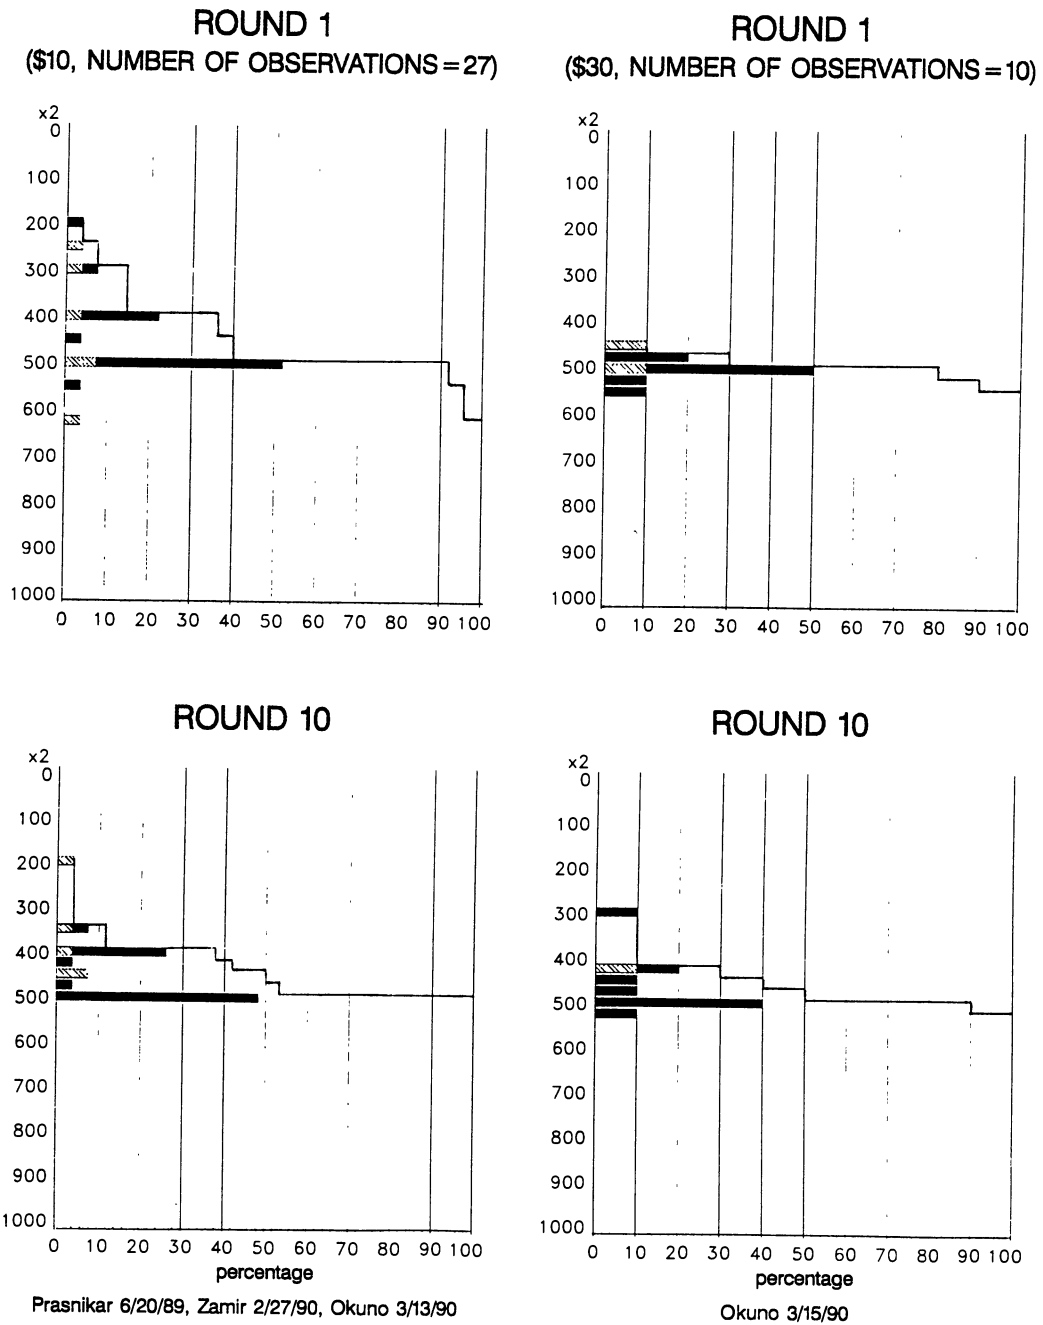 ROUND 1
($10, NUMBER OF OBSERVATIONS=27)
x2
0
100
200
300
400
500
600
700
800
900
1000
0 10 20 30 40 50 60 70 80 90 100
ROUND 1
($30, NUMBER OF OBSERVATIONS=10)
x2
0
100
200
300
400
500
600
700
800
900
1000
0 10 20 30 40 50 60 70 80 90 100
ROUND 10
x2
0
100
200
300
400
500
600
700
800
900
1000
0 10 20 30 40 50 60 70 80 90 100
percentage
Prasnikar 6/20/89, Zamir 2/27/90, Okuno 3/13/90
ROUND 10
x2
0
100
200
300
400
500
600
700
800
900
1000
0 10 20 30 40 50 60 70 80 90 100
percentage
Okuno 3/15/90